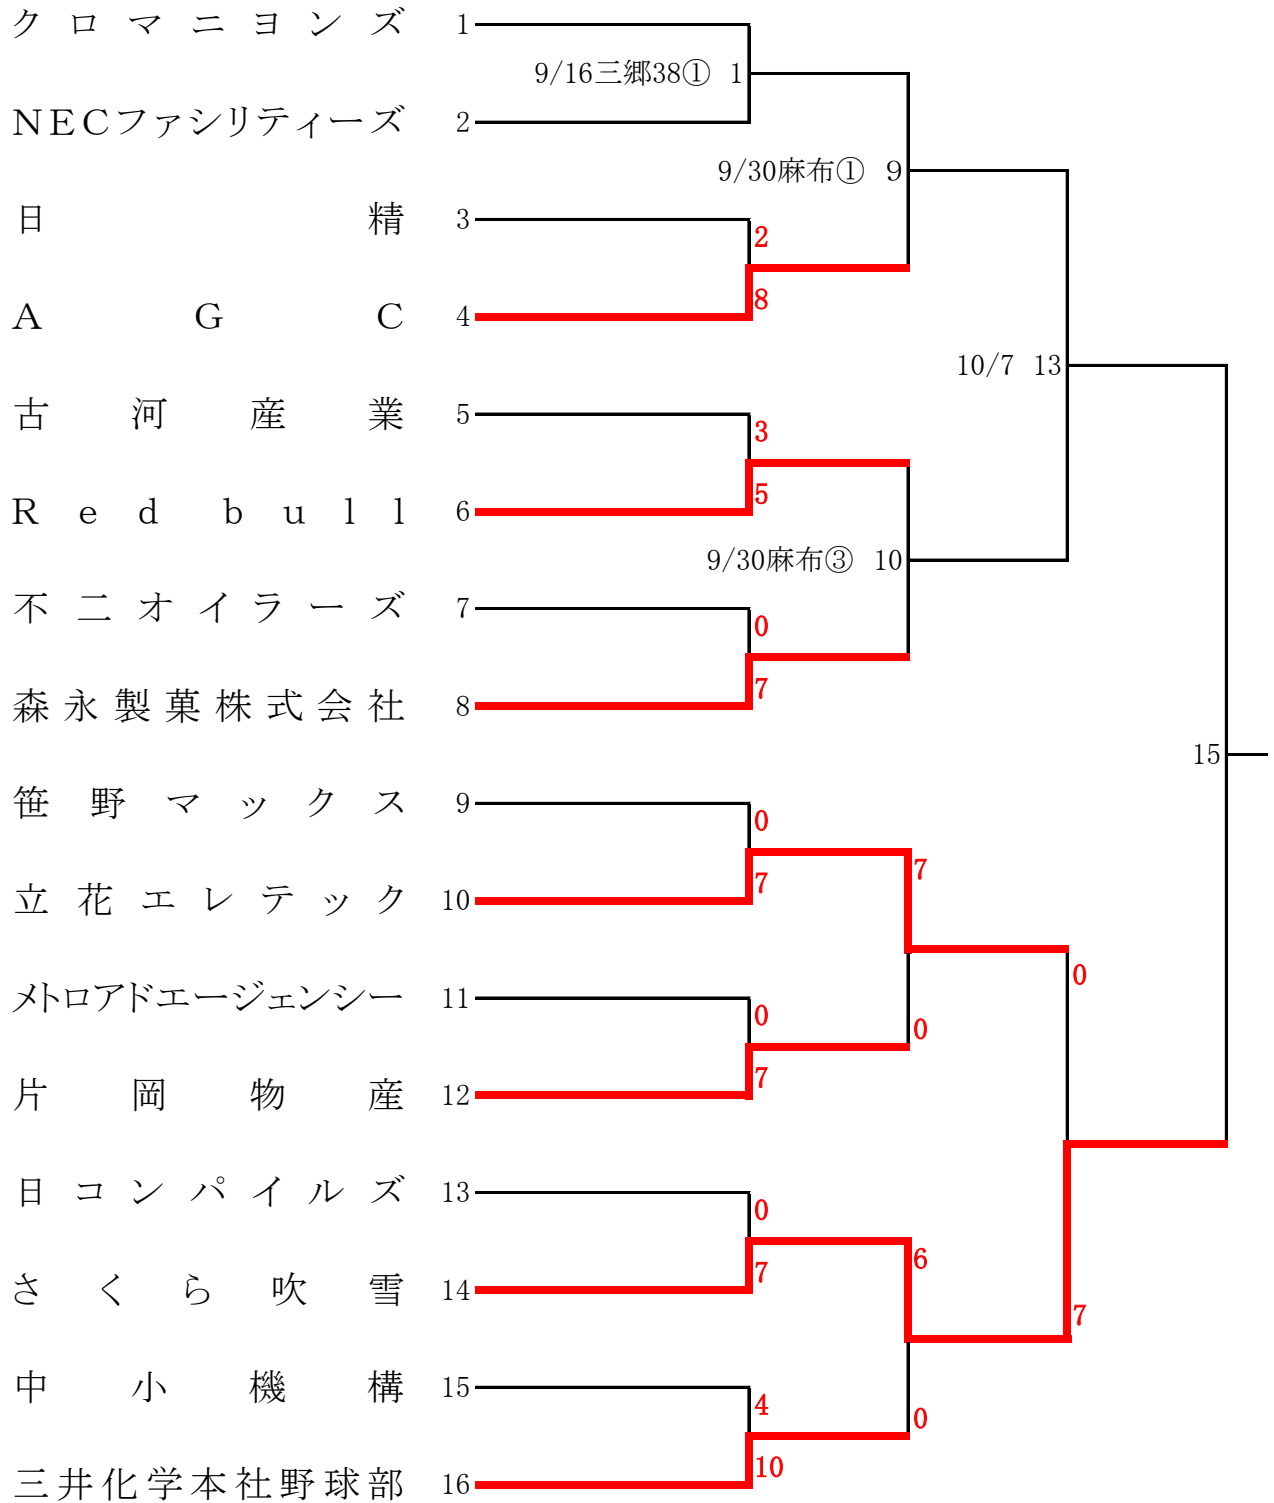 クロマニヨンズ 1
9/16三郷38① 1
NECファシリティーズ 2
9/30麻布① 9
日精 3
2
8
AGC 4
10/7 13
古河産業 5
3
5
Red bull 6
9/30麻布③ 10
不二オイラーズ 7
0
7
森永製菓株式会社 8
15
笹野マックス 9
0
7
7
立花エレテック 10
0
メトロアドエージェンシー 11
0
0
7
片岡物産 12
日コンパイルズ 13
0
6
7
さくら吹雪 14
7
中小機構 15
4
0
10
三井化学本社野球部 16